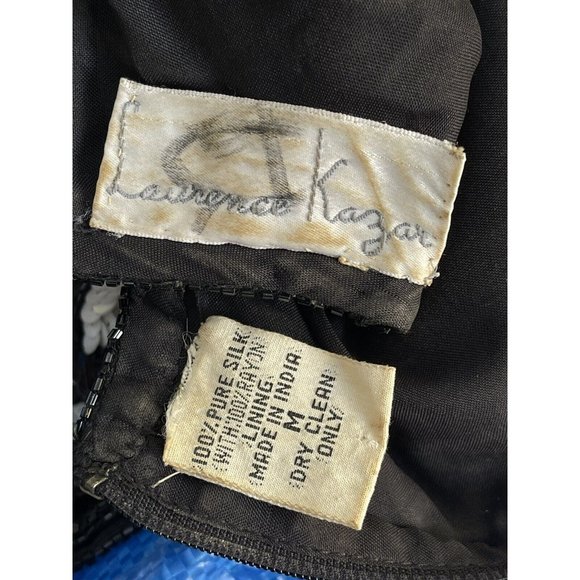 Lawrence Kazar
100% PURE SILK
WITH 100% RAYON
LINING
MADE IN INDIA
M
DRY CLEAN
ONLY